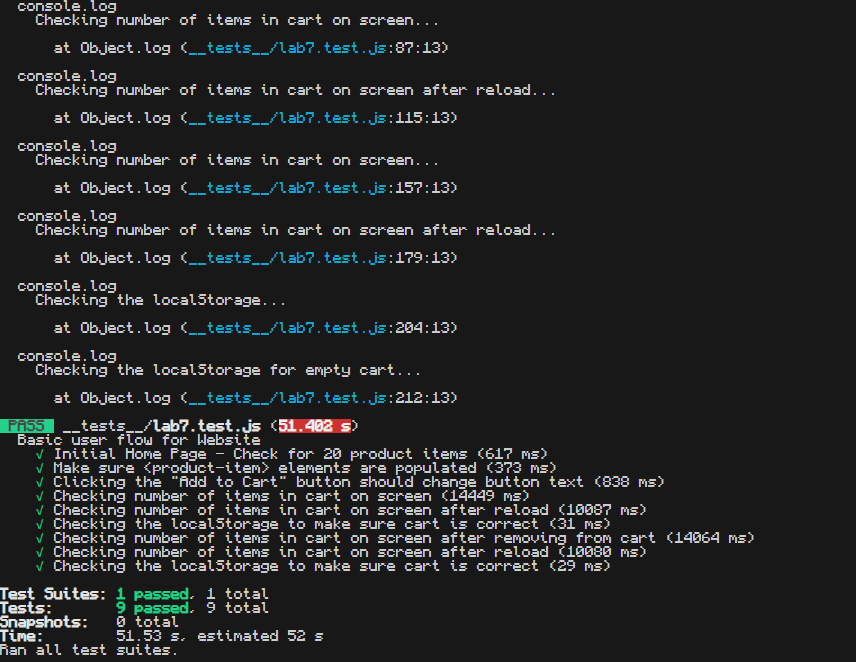 console.log
Checking number of items in cart on screen...
at Object.log (__tests__/lab7.test.js:87:13)
console.log
Checking number of items in cart on screen after reload...
at Object.log (__tests__/lab7.test.js:115:13)
console.log
Checking number of items in cart on screen...
at Object.log (__tests__/lab7.test.js:157:13)
console.log
Checking number of items in cart on screen after reload...
at Object.log (__tests__/lab7.test.js:179:13)
console.log
Checking the localStorage...
at Object.log (__tests__/lab7.test.js:204:13)
console.log
Checking the localStorage for empty cart...
at Object.log (__tests__/lab7.test.js:212:13)
PASS __tests__/lab7.test.js (51.402 s)
Basic user flow for Website
√ Initial Home Page - Check for 20 product items (617 ms)
√ Make sure <product-item> elements are populated (373 ms)
√ Clicking the "Add to Cart" button should change button text (838 ms)
√ Checking number of items in cart on screen (14449 ms)
√ Checking number of items in cart on screen after reload (10087 ms)
√ Checking the localStorage to make sure cart is correct (31 ms)
√ Checking number of items in cart on screen after removing from cart (14064 ms)
√ Checking number of items in cart on screen after reload (10080 ms)
√ Checking the localStorage to make sure cart is correct (29 ms)
Test Suites: 1 passed, 1 total
Tests: 9 passed, 9 total
Snapshots: 0 total
Time: 51.53 s, estimated 52 s
Ran all test suites.